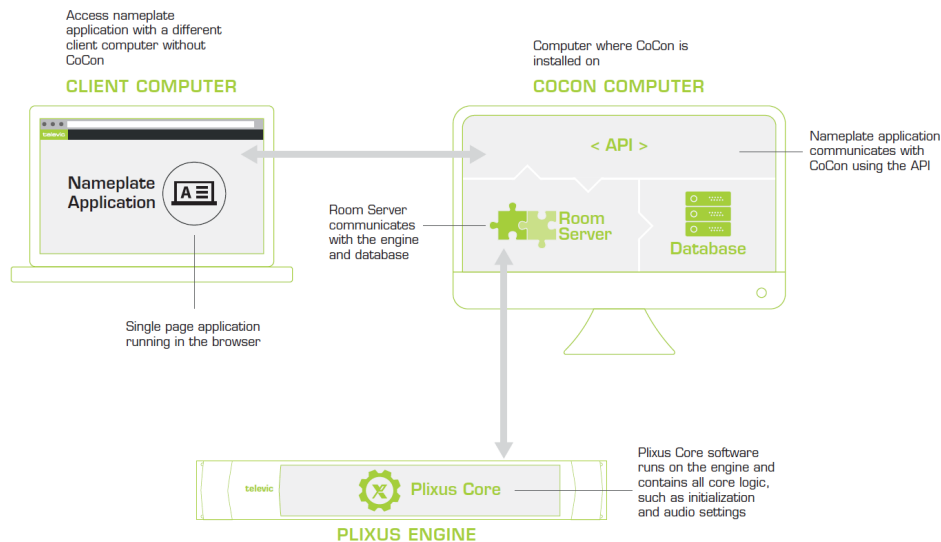 Access nameplate
application with a different
client computer without
CoCon
CLIENT COMPUTER
televic
Nameplate
Application
A
Single page application
running in the browser
Computer where CoCon is
installed on
COCON COMPUTER
< API >
Nameplate application
communicates with
CoCon using the API
Room Server
communicates
with the engine
and database
Room
Server
Database
televic
X
Plixus Core
Plixus Core software
runs on the engine and
contains all core logic,
such as initialization
and audio settings
PLIXUS ENGINE